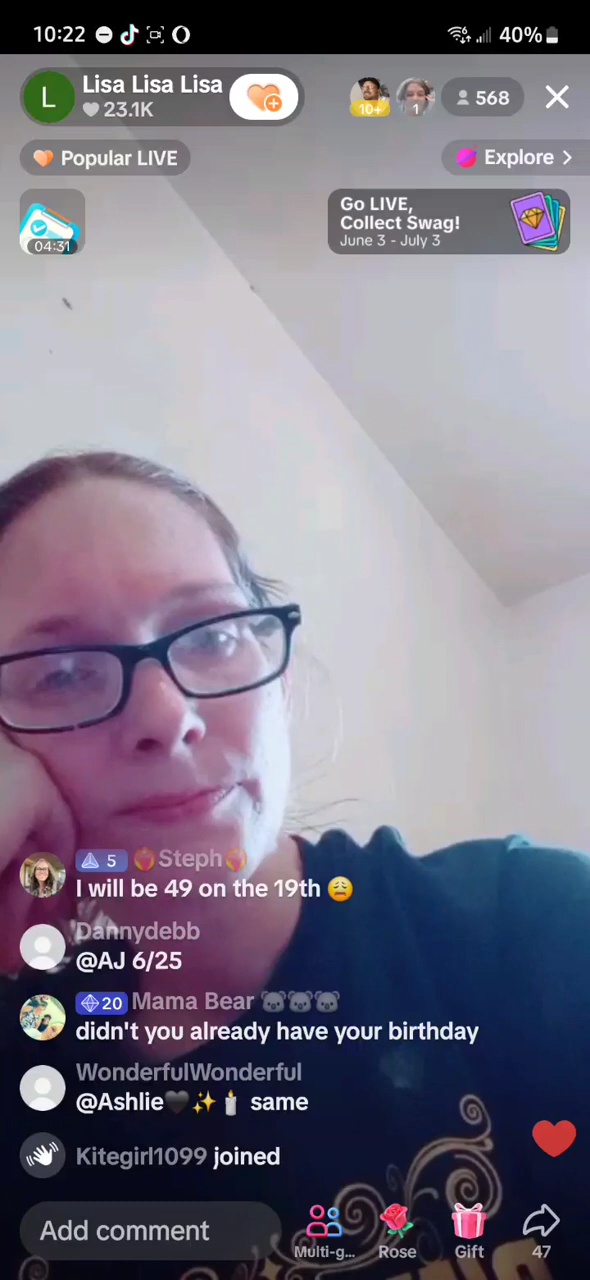 10:22
40%
L
Lisa Lisa Lisa
23.1K
10+
1
568
Popular LIVE
Explore >
04:31
Go LIVE,
Collect Swag!
June 3 - July 3
5 Steph
I will be 49 on the 19th 😩
Dannydebb
@AJ 6/25
20 Mama Bear 🐨🐨🐨
didn't you already have your birthday
WonderfulWonderful
@Ashlie🖤✨🕯️ same
Kitegirl1099 joined
Add comment
Multi-g...
Rose
Gift
47